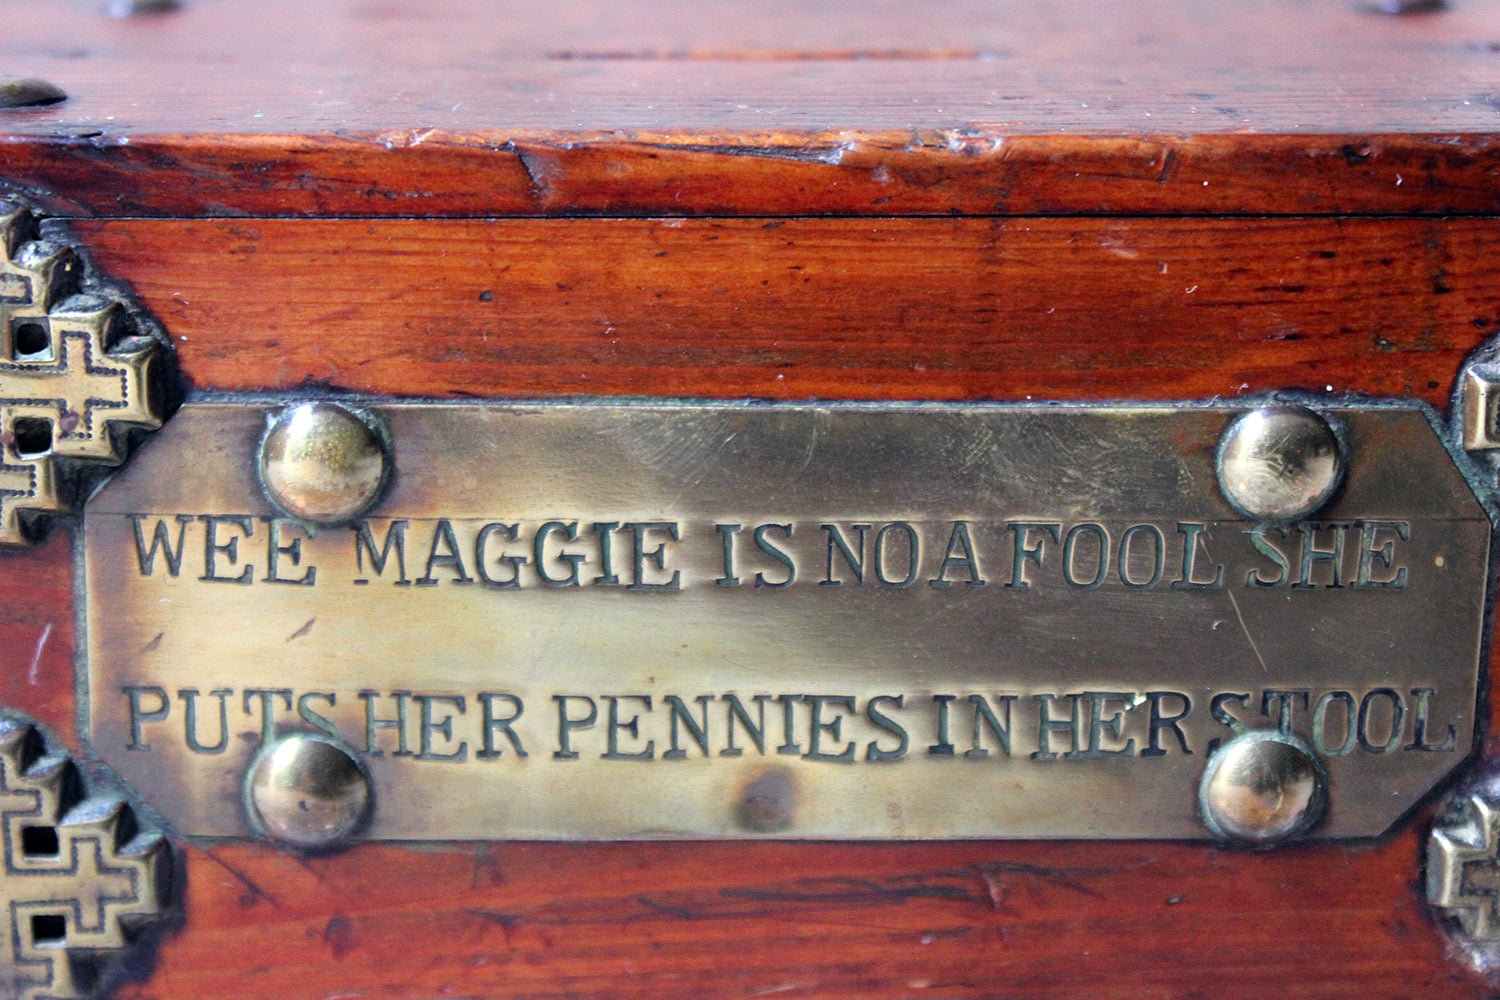 WEE MAGGIE IS NO A FOOL SHE
PUTS HER PENNIES IN HER STOOL